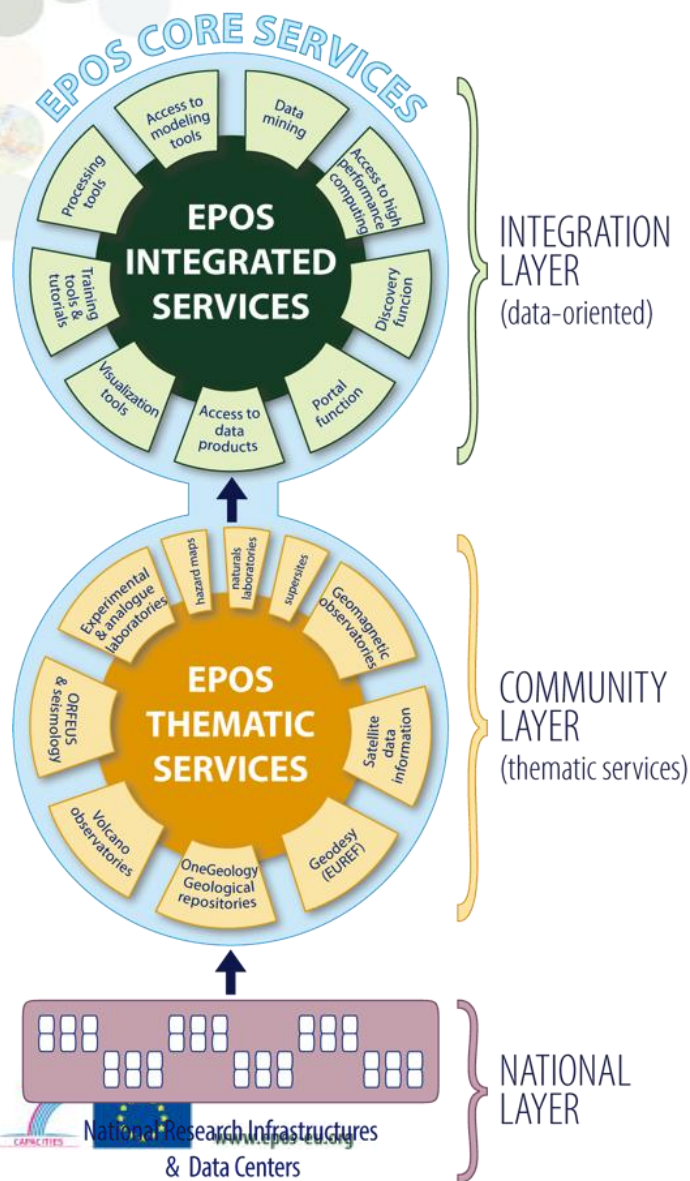 EPOS CORE SERVICES
Access to
modeling
tools
Data
mining
Access to high
performance
computing
Discovery
funcion
Portal
function
Access to
data
products
Visualization
tools
Training
tools &
tutorials
Processing
tools
EPOS
INTEGRATED
SERVICES
INTEGRATION
LAYER
(data-oriented)
Experimental
& analogue
laboratories
hazard maps
naturals
laboratories
supersites
Geomagnetic
observatories
Satellite
data
information
Geodesy
(EUREF)
OneGeology
Geological
repositories
Volcano
observatories
ORFEUS
& seismology
EPOS
THEMATIC
SERVICES
COMMUNITY
LAYER
(thematic services)
NATIONAL
LAYER
CAPACITIES
National Research Infrastructures
www.epos-eu.org
& Data Centers